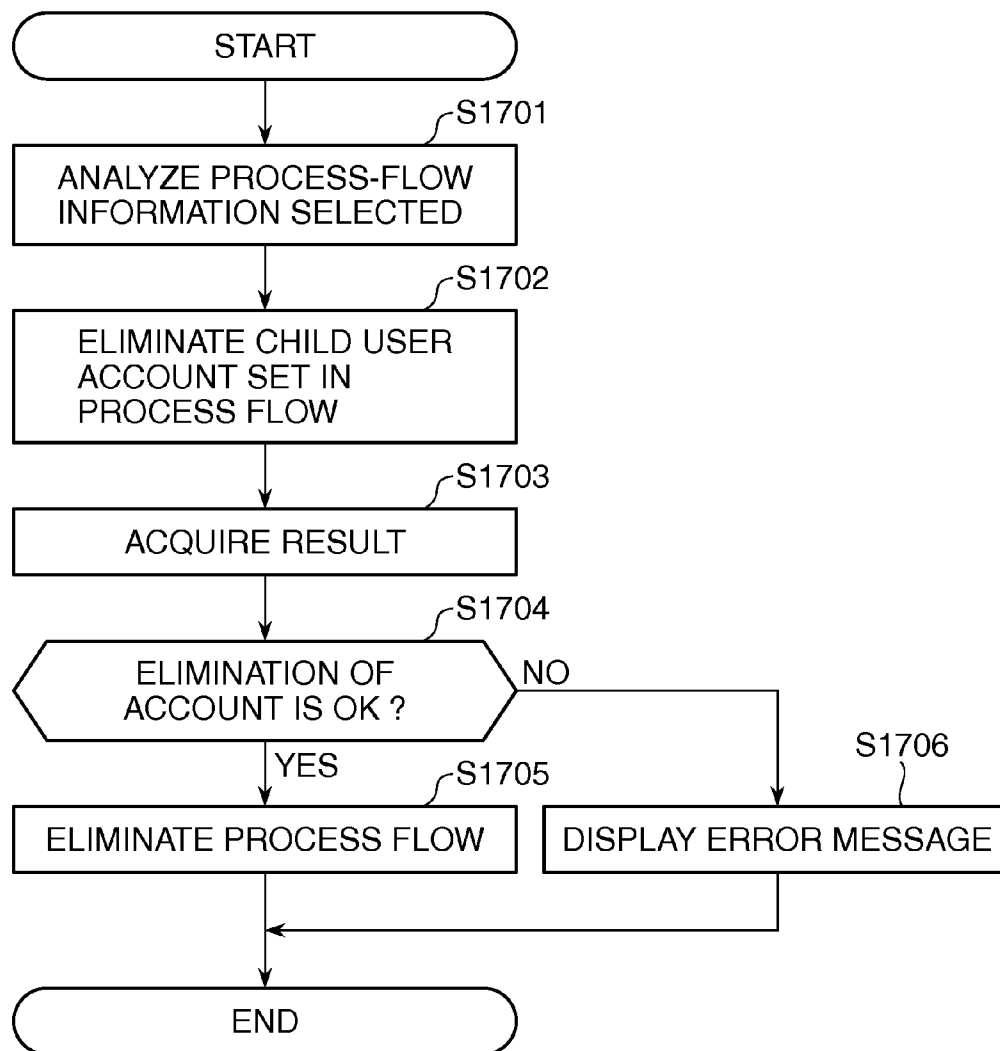 START
S1701
ANALYZE PROCESS-FLOW
INFORMATION SELECTED
S1702
ELIMINATE CHILD USER
ACCOUNT SET IN
PROCESS FLOW
S1703
ACQUIRE RESULT
S1704
ELIMINATION OF
ACCOUNT IS OK ?
NO
YES
S1705
ELIMINATE PROCESS FLOW
S1706
DISPLAY ERROR MESSAGE
END